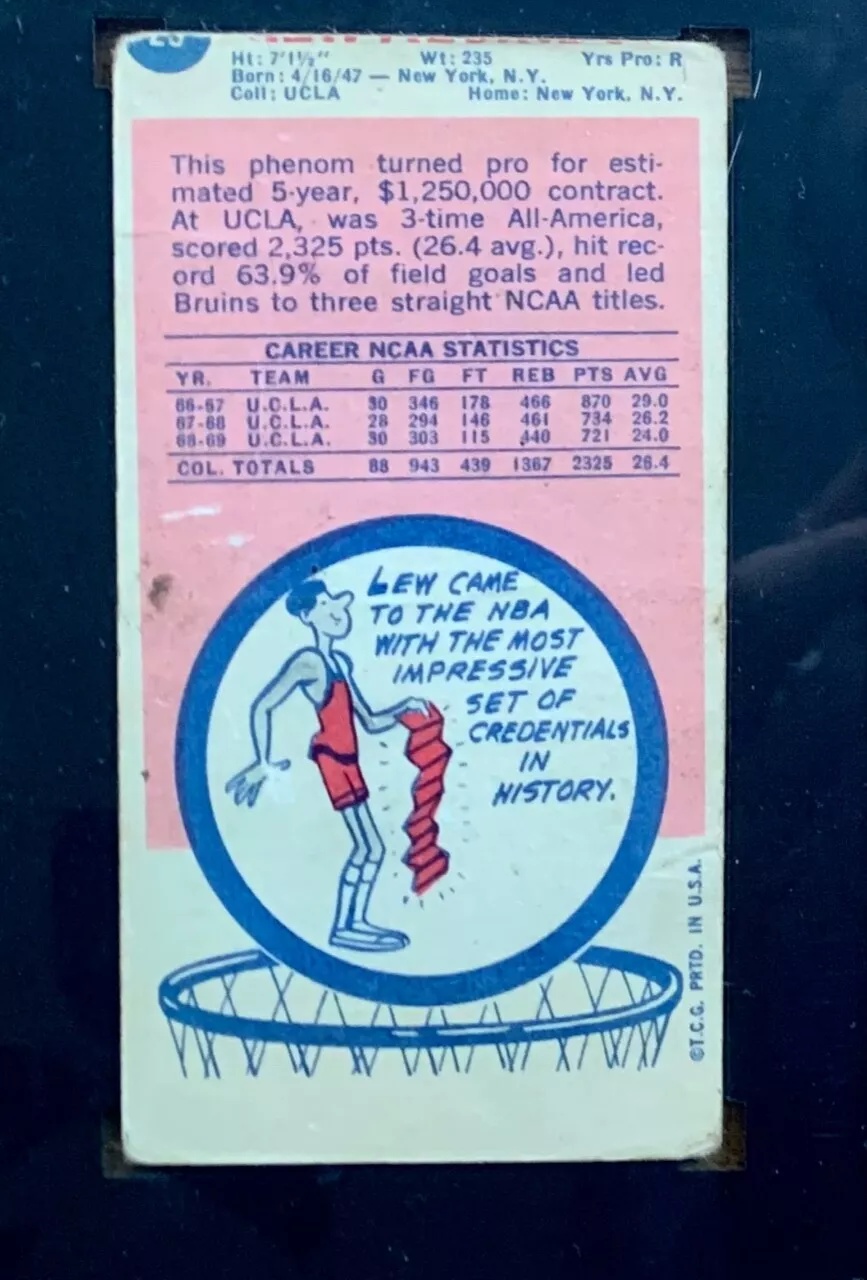 25
LEW ALCINDOR
Ht: 7'1½" Wt: 235 Yrs Pro: R
Born: 4/16/47 — New York, N.Y.
Coll: UCLA Home: New York, N.Y.
This phenom turned pro for esti-
mated 5-year, $1,250,000 contract.
At UCLA, was 3-time All-America,
scored 2,325 pts. (26.4 avg.), hit rec-
ord 63.9% of field goals and led
Bruins to three straight NCAA titles.
CAREER NCAA STATISTICS
YR. TEAM G FG FT REB PTS AVG
66-67 U.C.L.A. 30 346 178 466 870 29.0
67-68 U.C.L.A. 28 294 146 461 734 26.2
68-69 U.C.L.A. 30 303 115 440 721 24.0
COL. TOTALS 88 943 439 1367 2325 26.4
LEW CAME
TO THE NBA
WITH THE MOST
IMPRESSIVE
SET OF
CREDENTIALS
IN
HISTORY.
©T.C.G. PRTD. IN U.S.A.